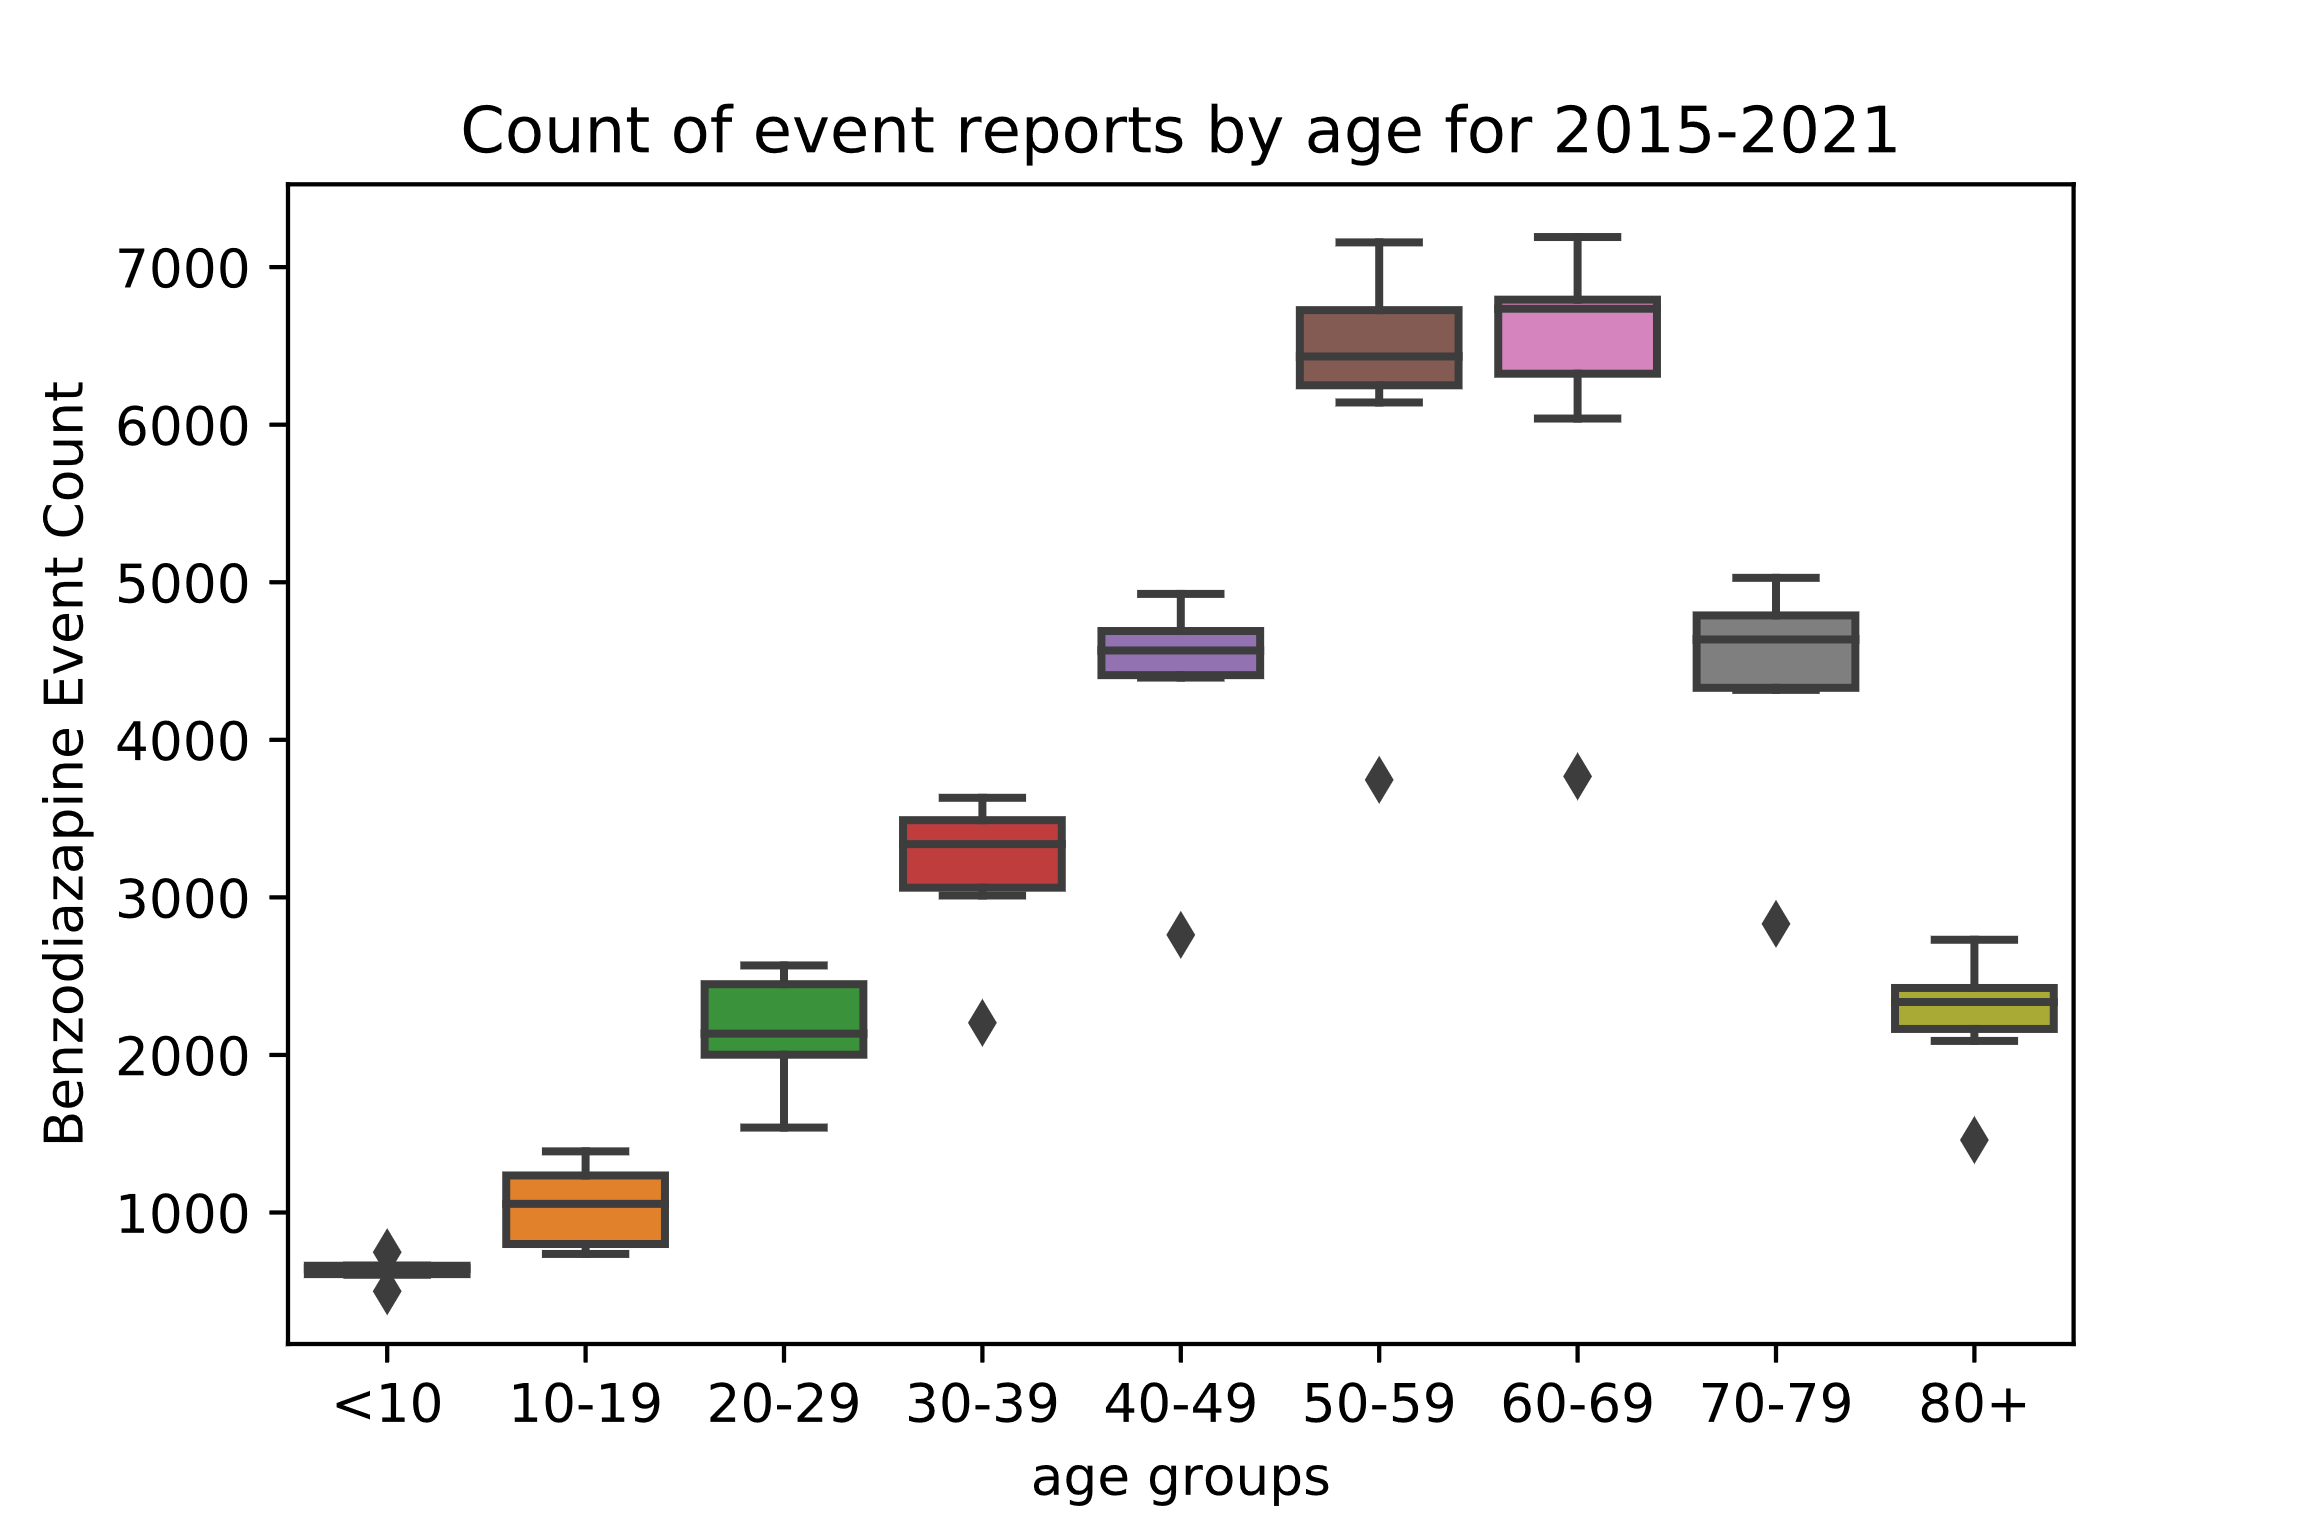 Count of event reports by age for 2015-2021
Benzodiazapine Event Count
7000
6000
5000
4000
3000
2000
1000
<10 10-19 20-29 30-39 40-49 50-59 60-69 70-79 80+
age groups